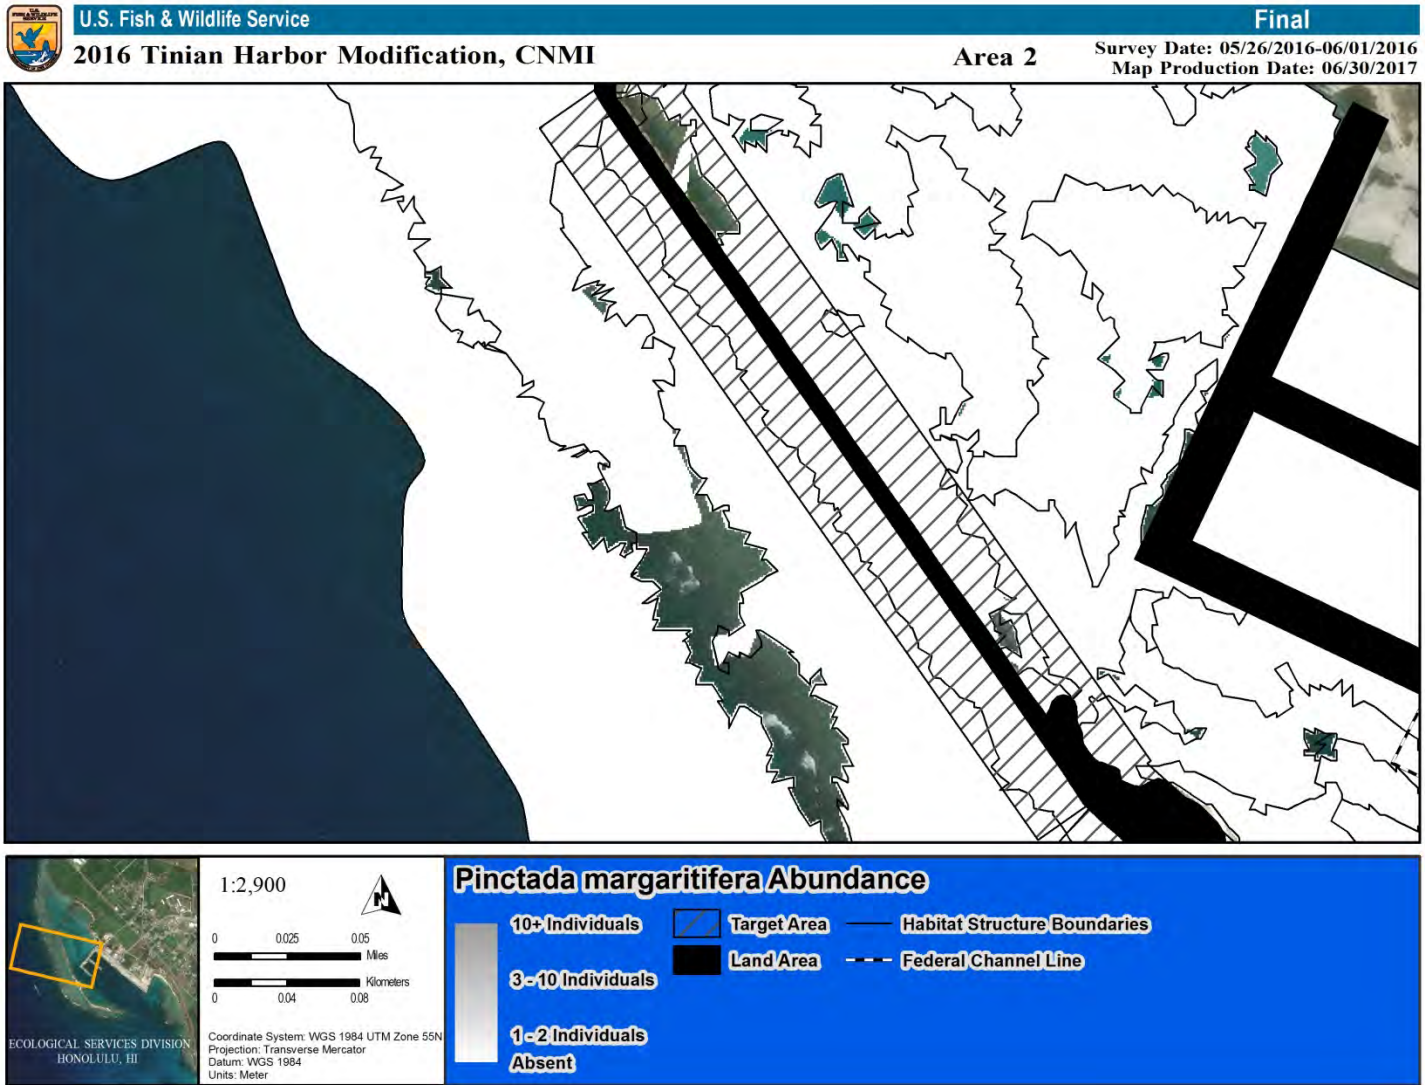 U.S.
FISH & WILDLIFE
SERVICE
U.S. Fish & Wildlife Service
Final
2016 Tinian Harbor Modification, CNMI
Area 2
Survey Date: 05/26/2016-06/01/2016
Map Production Date: 06/30/2017
ECOLOGICAL SERVICES DIVISION
HONOLULU, HI
1:2,900
N
0 0.025 0.05
Miles
Kilometers
0 0.04 0.08
Coordinate System: WGS 1984 UTM Zone 55N
Projection: Transverse Mercator
Datum: WGS 1984
Units: Meter
Pinctada margaritifera Abundance
10+ Individuals
3 - 10 Individuals
1 - 2 Individuals
Absent
Target Area
Land Area
Habitat Structure Boundaries
Federal Channel Line